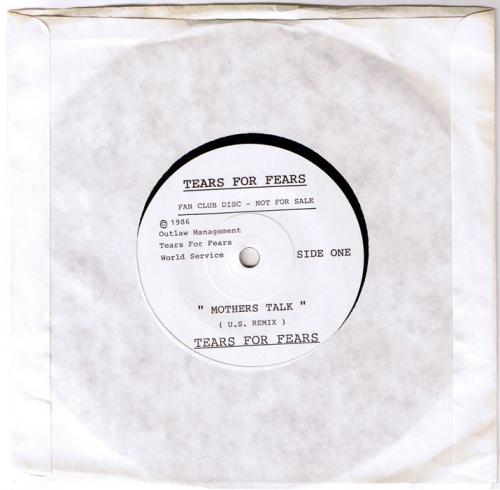 TEARS FOR FEARS
FAN CLUB DISC - NOT FOR SALE
© 1986
Outlaw Management
Tears For Fears
World Service
SIDE ONE
" MOTHERS TALK "
( U.S. REMIX )
TEARS FOR FEARS